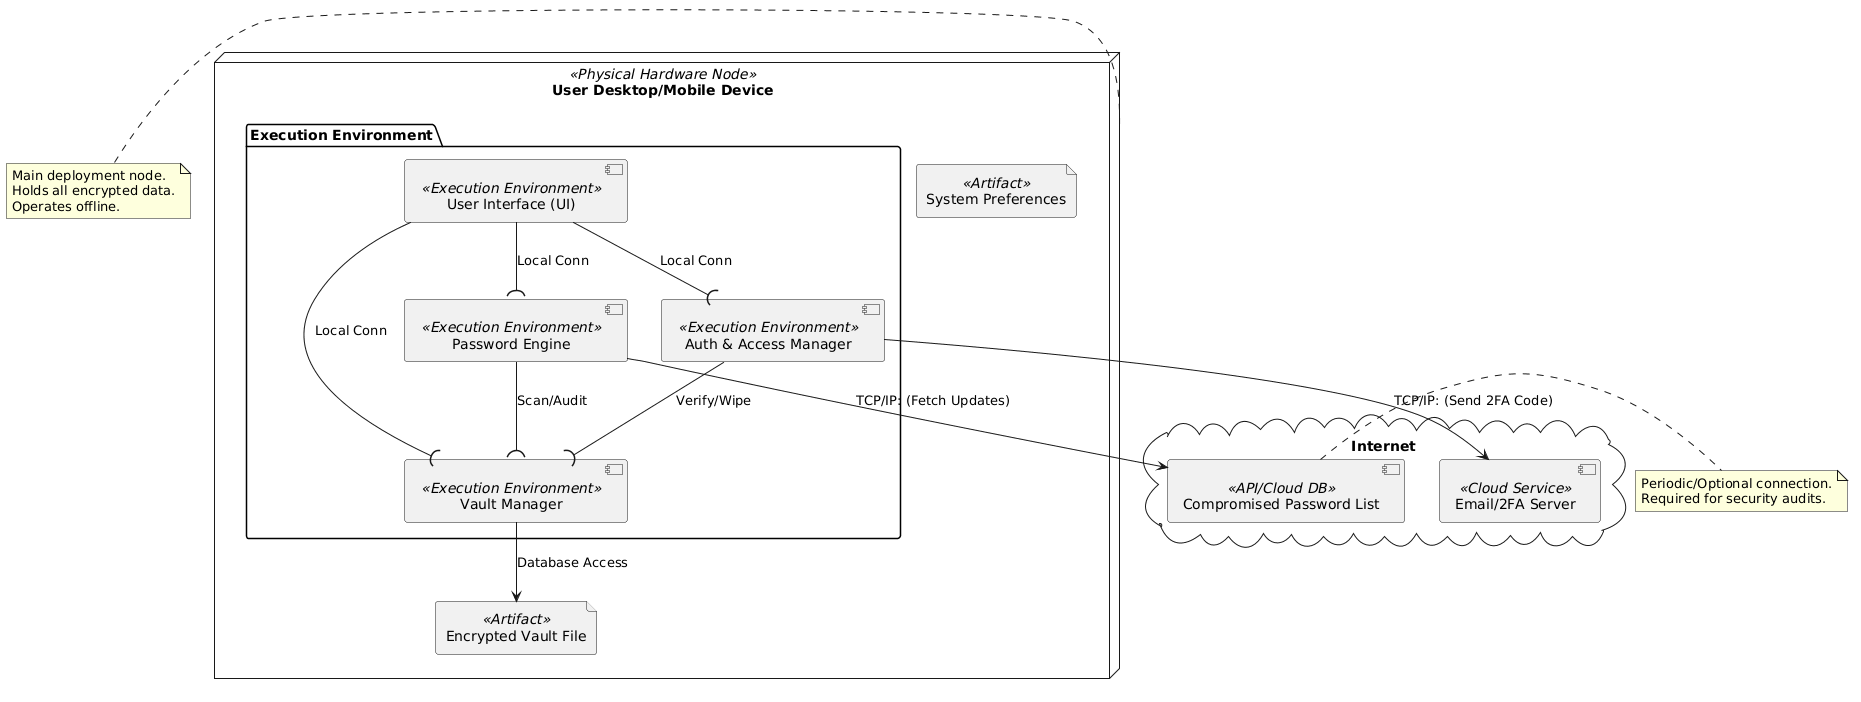 «Physical Hardware Node»
User Desktop/Mobile Device
Execution Environment
Main deployment node.
Holds all encrypted data.
Operates offline.
«Execution Environment»
User Interface (UI)
«Artifact»
System Preferences
Local Conn
Local Conn
Local Conn
«Execution Environment»
Password Engine
«Execution Environment»
Auth & Access Manager
Scan/Audit
Verify/Wipe
TCP/IP: (Fetch Updates)
TCP/IP: (Send 2FA Code)
Internet
«Execution Environment»
Vault Manager
«API/Cloud DB»
Compromised Password List
«Cloud Service»
Email/2FA Server
Periodic/Optional connection.
Required for security audits.
Database Access
«Artifact»
Encrypted Vault File